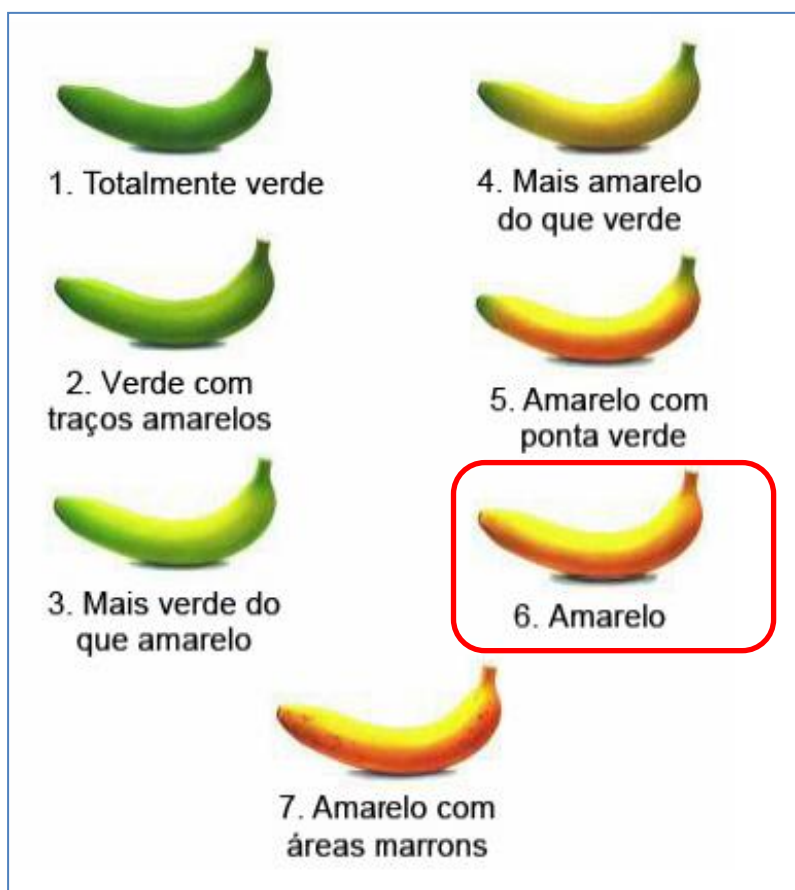 1. Totalmente verde
2. Verde com
traços amarelos
3. Mais verde do
que amarelo
4. Mais amarelo
do que verde
5. Amarelo com
ponta verde
6. Amarelo
7. Amarelo com
áreas marrons